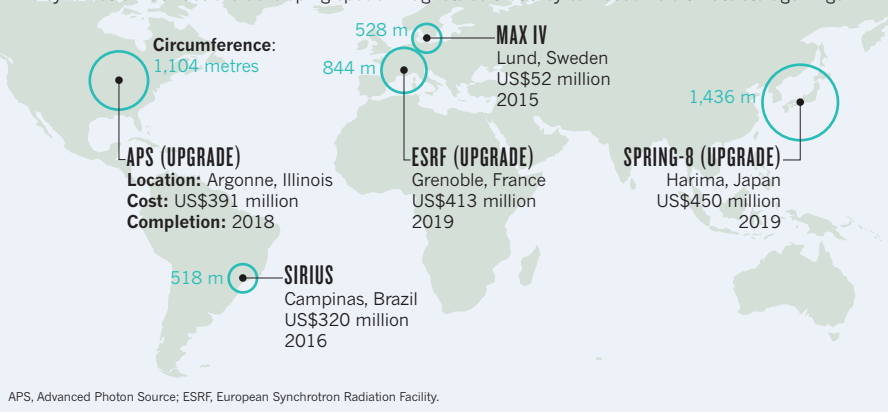 Circumference:
1,104 metres
APS (UPGRADE)
Location: Argonne, Illinois
Cost: US$391 million
Completion: 2018
528 m
MAX IV
Lund, Sweden
US$52 million
2015
844 m
ESRF (UPGRADE)
Grenoble, France
US$413 million
2019
1,436 m
SPRING-8 (UPGRADE)
Harima, Japan
US$450 million
2019
518 m
SIRIUS
Campinas, Brazil
US$320 million
2016
APS, Advanced Photon Source; ESRF, European Synchrotron Radiation Facility.